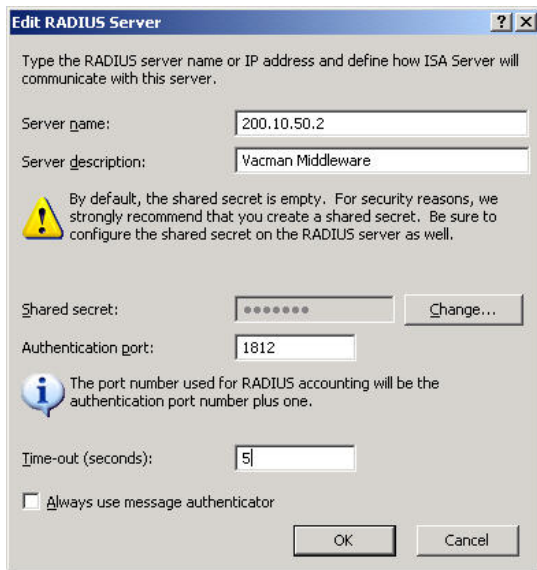 Edit RADIUS Server
Type the RADIUS server name or IP address and define how ISA Server will
communicate with this server.
Server name: 200.10.50.2
Server description: Vacman Middleware
By default, the shared secret is empty. For security reasons, we
strongly recommend that you create a shared secret. Be sure to
configure the shared secret on the RADIUS server as well.
Shared secret: ●●●●●●● Change...
Authentication port: 1812
The port number used for RADIUS accounting will be the
authentication port number plus one.
Time-out (seconds): 5
Always use message authenticator
OK Cancel